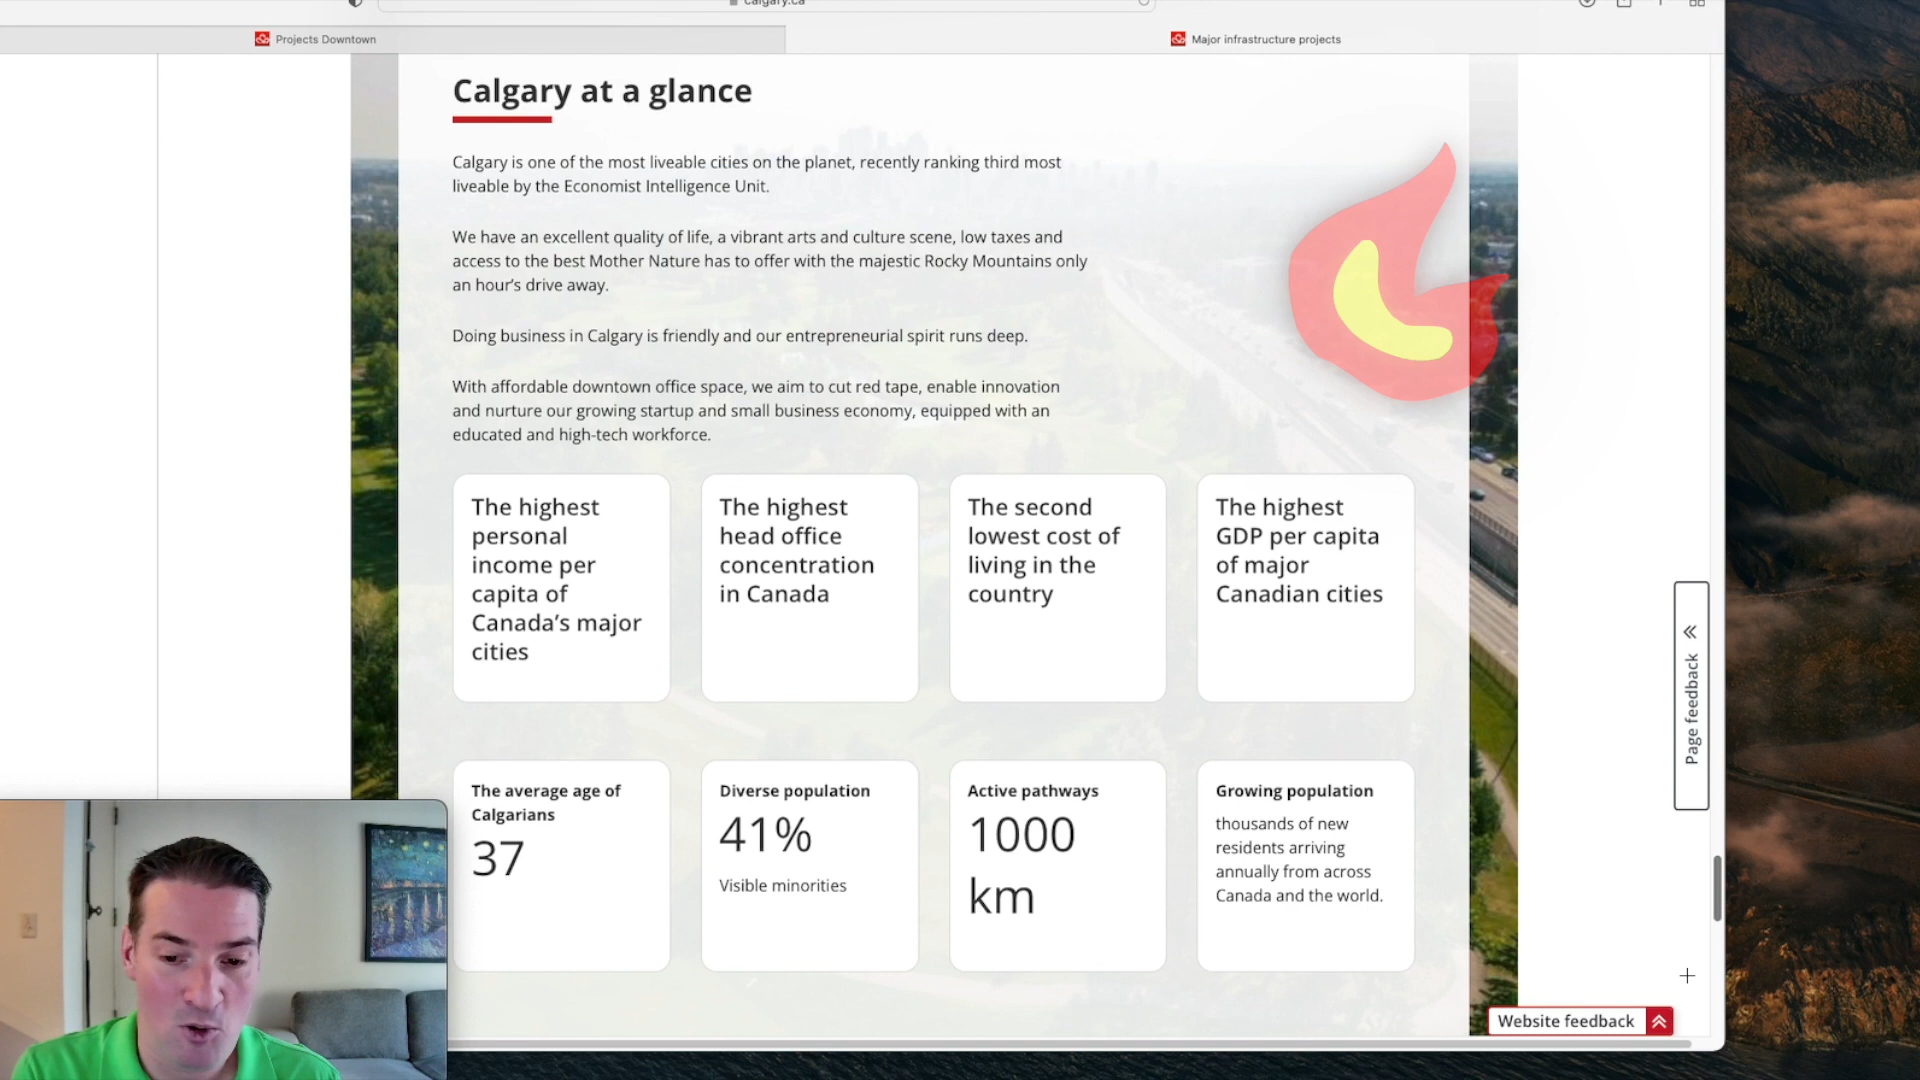 calgary.ca
Projects Downtown
Major infrastructure projects
Calgary at a glance
Calgary is one of the most liveable cities on the planet, recently ranking third most
liveable by the Economist Intelligence Unit.
We have an excellent quality of life, a vibrant arts and culture scene, low taxes and
access to the best Mother Nature has to offer with the majestic Rocky Mountains only
an hour's drive away.
Doing business in Calgary is friendly and our entrepreneurial spirit runs deep.
With affordable downtown office space, we aim to cut red tape, enable innovation
and nurture our growing startup and small business economy, equipped with an
educated and high-tech workforce.
The highest
personal
income per
capita of
Canada's major
cities
The highest
head office
concentration
in Canada
The second
lowest cost of
living in the
country
The highest
GDP per capita
of major
Canadian cities
The average age of
Calgarians
37
Diverse population
41%
Visible minorities
Active pathways
1000
km
Growing population
thousands of new
residents arriving
annually from across
Canada and the world.
Page feedback
Website feedback